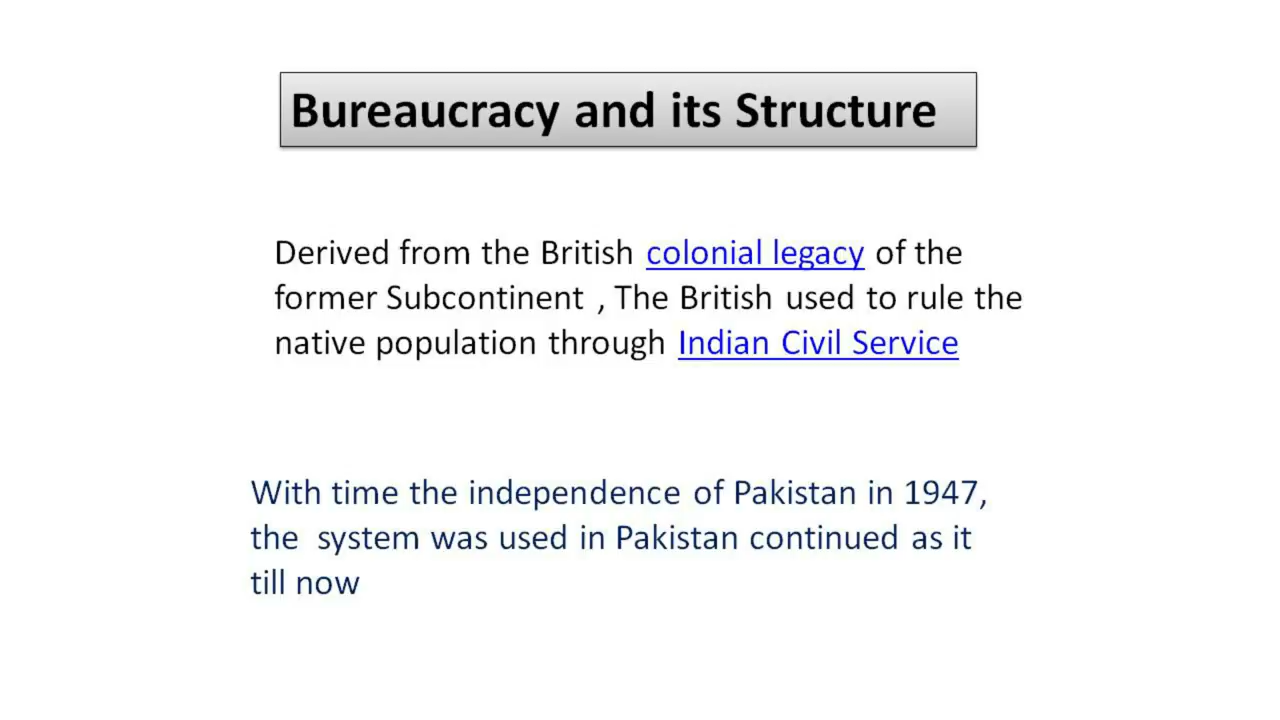 Bureaucracy and its Structure
Derived from the British colonial legacy of the
former Subcontinent , The British used to rule the
native population through Indian Civil Service
With time the independence of Pakistan in 1947,
the  system was used in Pakistan continued as it
till now